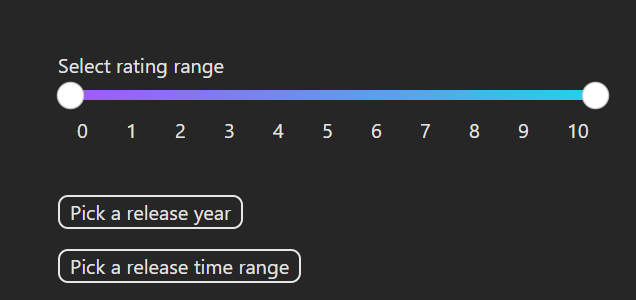 Select rating range
0 1 2 3 4 5 6 7 8 9 10
Pick a release year
Pick a release time range